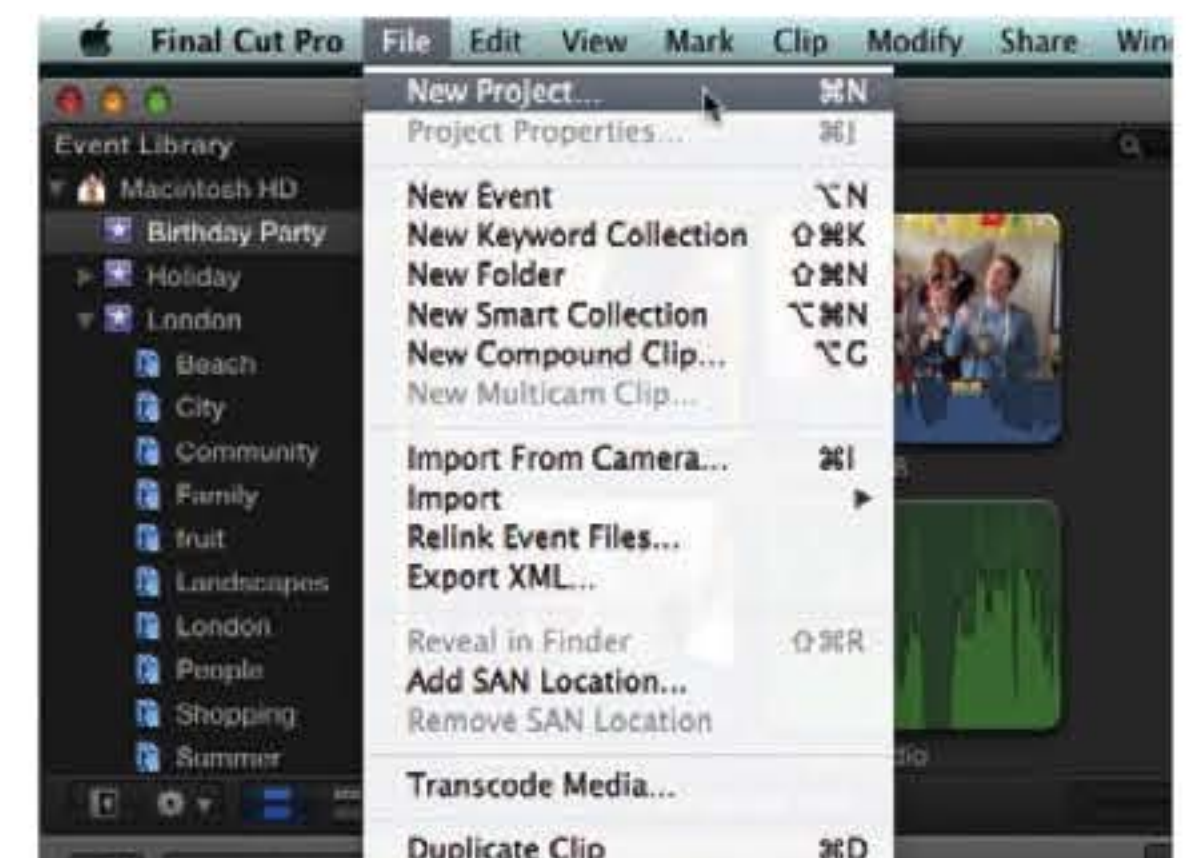 Final Cut Pro File Edit View Mark Clip Modify Share Win
New Project... ⌘N
Project Properties... ⌘J
Event Library
Macintosh HD
Birthday Party
Holiday
London
Beach
City
Community
Family
fruit
Landscapes
London
People
Shopping
Summer
New Event ⌥N
New Keyword Collection ⇧⌘K
New Folder ⇧⌘N
New Smart Collection ⌥⌘N
New Compound Clip... ⌥G
New Multicam Clip...
Import From Camera... ⌘I
Import
Relink Event Files...
Export XML...
Reveal in Finder ⇧⌘R
Add SAN Location...
Remove SAN Location
Transcode Media...
Duplicate Clip ⌘D
dio